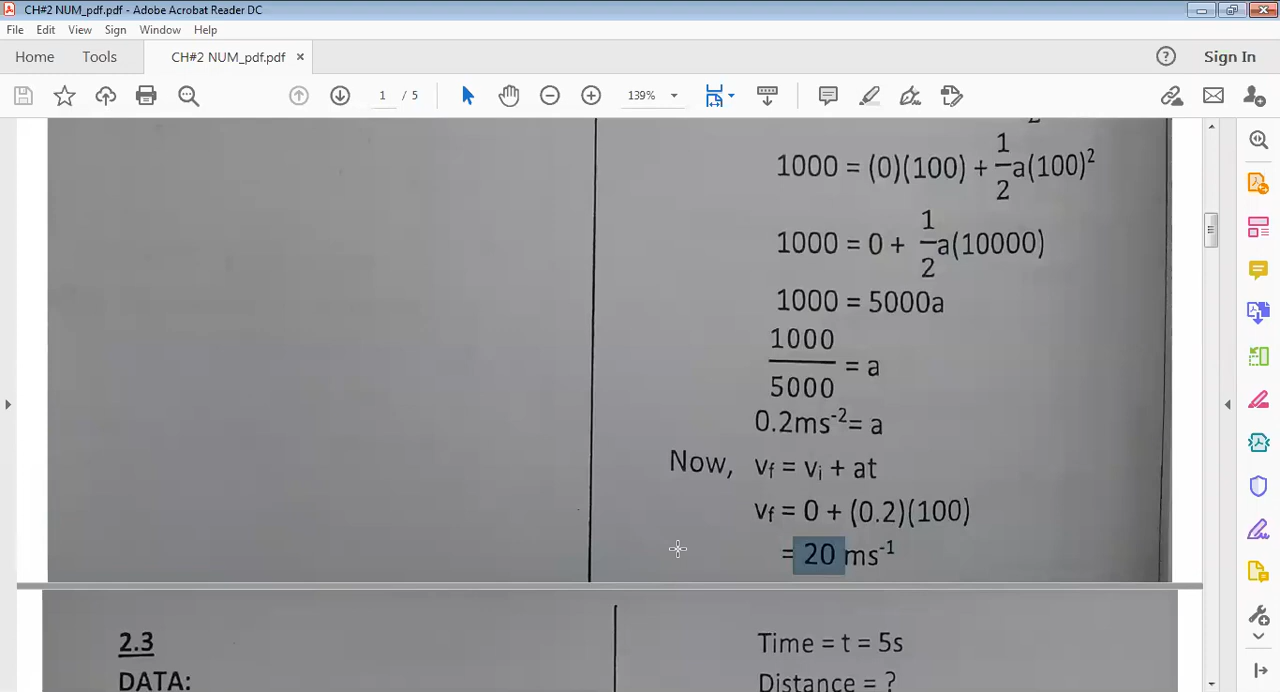 CH#2 NUM_pdf.pdf - Adobe Acrobat Reader DC
File Edit View Sign Window Help
Home Tools CH#2 NUM_pdf.pdf × Sign In
1 / 5 139%
1000 = (0)(100) + 1/2 a(100)²
1000 = 0 + 1/2 a(10000)
1000 = 5000a
1000/5000 = a
0.2ms⁻² = a
Now, vf = vi + at
vf = 0 + (0.2)(100)
= 20 ms⁻¹
2.3
DATA:
Time = t = 5s
Distance = ?